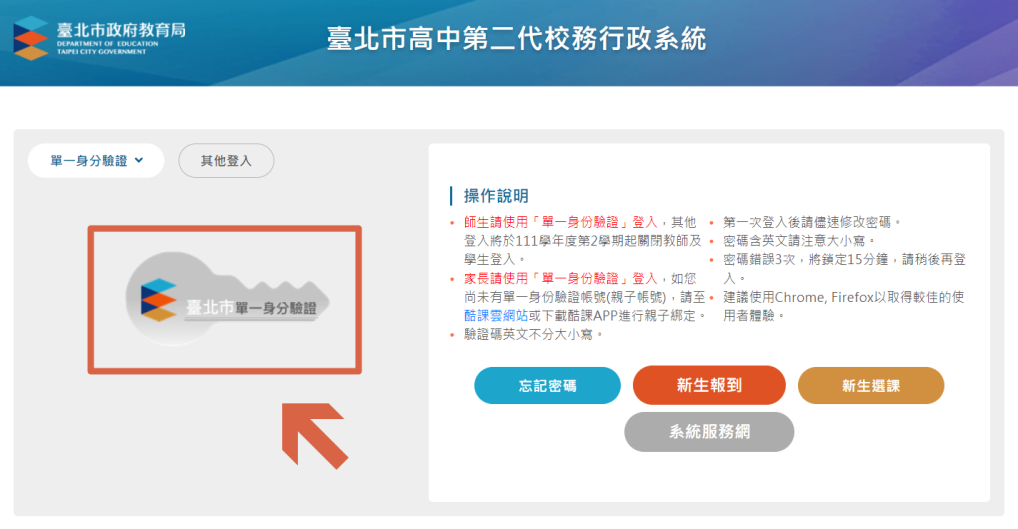 臺北市政府教育局
DEPARTMENT OF EDUCATION
TAIPEI CITY GOVERNMENT
臺北市高中第二代校務行政系統
單一身分驗證
其他登入
臺北市單一身分驗證
操作說明
師生請使用「單一身份驗證」登入，其他
登入將於111學年度第2學期起關閉教師及
學生登入。
家長請使用「單一身份驗證」登入，如您
尚未有單一身份驗證帳號(親子帳號)，請至
酷課雲網站或下載酷課APP進行親子綁定。
驗證碼英文不分大小寫。
第一次登入後請儘速修改密碼。
密碼含英文請注意大小寫。
密碼錯誤3次，將鎖定15分鐘，請稍後再登
入。
建議使用Chrome, Firefox以取得較佳的使
用者體驗。
忘記密碼
新生報到
新生選課
系統服務網